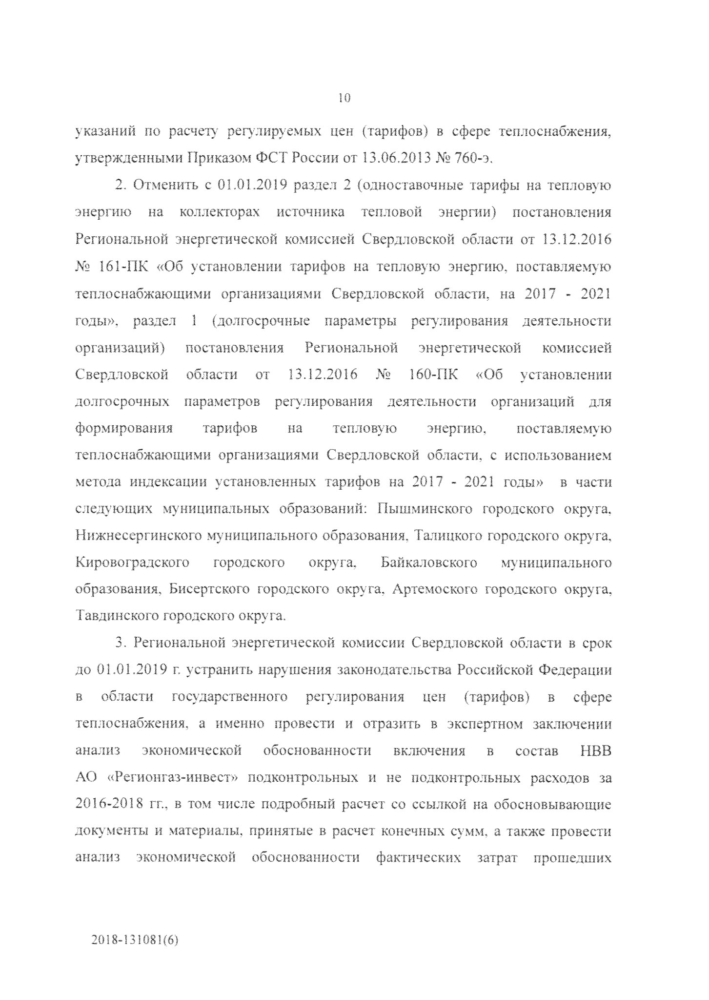 10
указаний по расчету регулируемых цен (тарифов) в сфере теплоснабжения,
утвержденными Приказом ФСТ России от 13.06.2013 № 760-э.
2. Отменить с 01.01.2019 раздел 2 (одноставочные тарифы на тепловую
энергию на коллекторах источника тепловой энергии) постановления
Региональной энергетической комиссией Свердловской области от 13.12.2016
№ 161-ПК «Об установлении тарифов на тепловую энергию, поставляемую
теплоснабжающими организациями Свердловской области, на 2017 - 2021
годы», раздел 1 (долгосрочные параметры регулирования деятельности
организаций) постановления Региональной энергетической комиссией
Свердловской области от 13.12.2016 № 160-ПК «Об установлении
долгосрочных параметров регулирования деятельности организаций для
формирования тарифов на тепловую энергию, поставляемую
теплоснабжающими организациями Свердловской области, с использованием
метода индексации установленных тарифов на 2017 - 2021 годы» в части
следующих муниципальных образований: Пышминского городского округа,
Нижнесергинского муниципального образования, Талицкого городского округа,
Кировоградского городского округа, Байкаловского муниципального
образования, Бисертского городского округа, Артемоского городского округа,
Тавдинского городского округа.
3. Региональной энергетической комиссии Свердловской области в срок
до 01.01.2019 г. устранить нарушения законодательства Российской Федерации
в области государственного регулирования цен (тарифов) в сфере
теплоснабжения, а именно провести и отразить в экспертном заключении
анализ экономической обоснованности включения в состав НВВ
АО «Регионгаз-инвест» подконтрольных и не подконтрольных расходов за
2016-2018 гг., в том числе подробный расчет со ссылкой на обосновывающие
документы и материалы, принятые в расчет конечных сумм, а также провести
анализ экономической обоснованности фактических затрат прошедших
2018-131081(6)